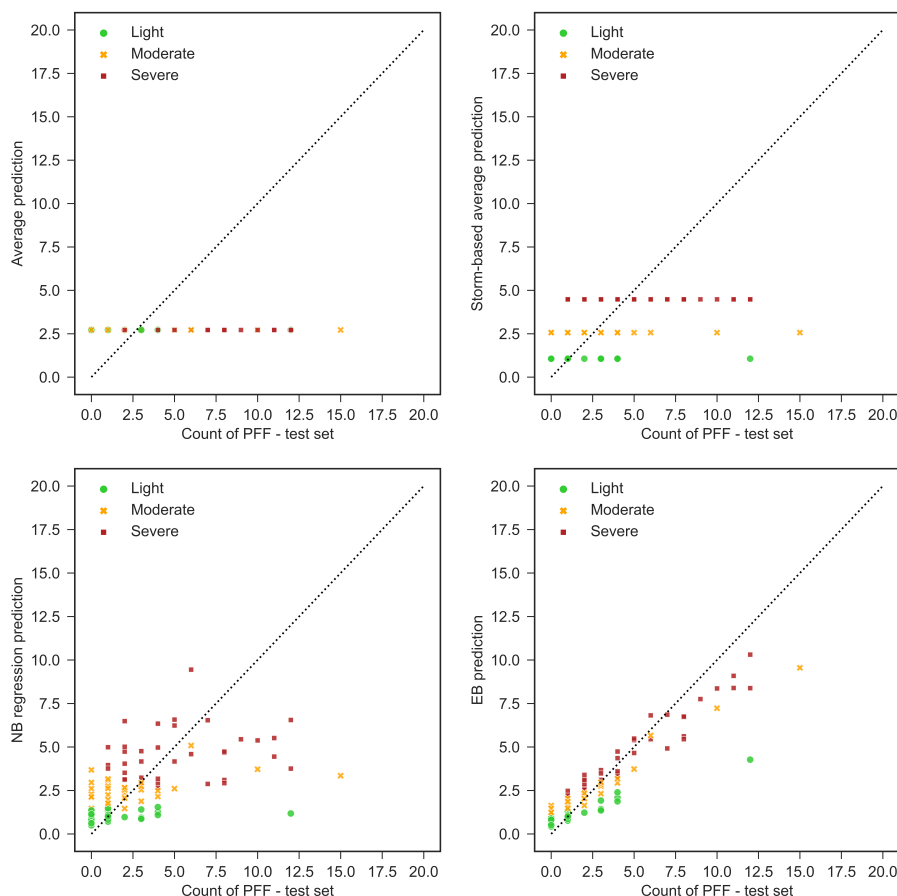 Average prediction
20.0
17.5
15.0
12.5
10.0
7.5
5.0
2.5
0.0
Light
Moderate
Severe
0.0 2.5 5.0 7.5 10.0 12.5 15.0 17.5 20.0
Count of PFF - test set
Storm-based average prediction
20.0
17.5
15.0
12.5
10.0
7.5
5.0
2.5
0.0
Light
Moderate
Severe
0.0 2.5 5.0 7.5 10.0 12.5 15.0 17.5 20.0
Count of PFF - test set
NB regression prediction
20.0
17.5
15.0
12.5
10.0
7.5
5.0
2.5
0.0
Light
Moderate
Severe
0.0 2.5 5.0 7.5 10.0 12.5 15.0 17.5 20.0
Count of PFF - test set
EB prediction
20.0
17.5
15.0
12.5
10.0
7.5
5.0
2.5
0.0
Light
Moderate
Severe
0.0 2.5 5.0 7.5 10.0 12.5 15.0 17.5 20.0
Count of PFF - test set